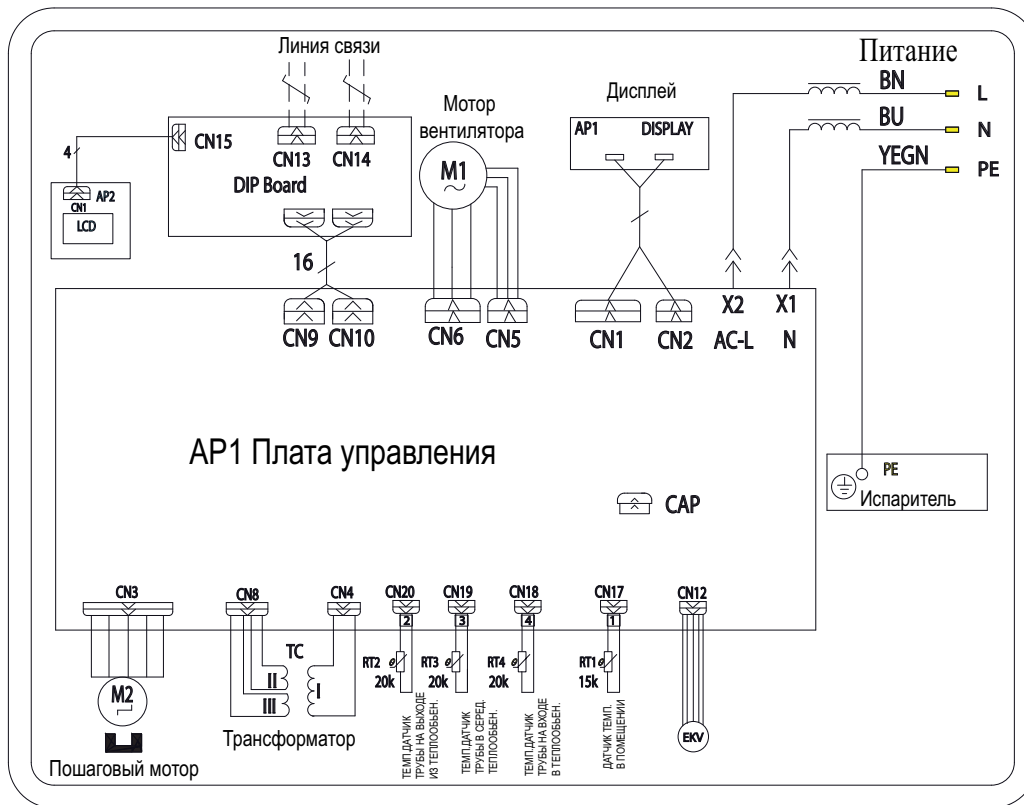 Линия связи
Питание
BN
L
BU
N
YEGN
PE
Мотор
вентилятора
Дисплей
AP1 DISPLAY
CN15
4
CN13 CN14
DIP Board
M1
AP2
CN1
LCD
16
CN9 CN10
CN6 CN5
CN1 CN2
X2 X1
AC-L N
AP1 Плата управления
PE
Испаритель
CAP
CN3
CN8
CN4
CN20
CN19
CN18
CN17
CN12
2
3
4
1
TC
II
III
I
RT2
20k
RT3
20k
RT4
20k
RT1
15k
M2
Трансформатор
Пошаговый мотор
ТЕМП.ДАТЧИК
ТРУБЫ НА ВЫХОДЕ
ИЗ ТЕПЛООБЬЕН.
ТЕМП.ДАТЧИК
ТРУБЫ В СЕРЕД.
ТЕПЛООБЬЕН.
ТЕМП.ДАТЧИК
ТРУБЫ НА ВХОДЕ
В ТЕПЛООБЬЕН.
ДАТЧИК ТЕМП.
В ПОМЕЩЕНИИ
EKV